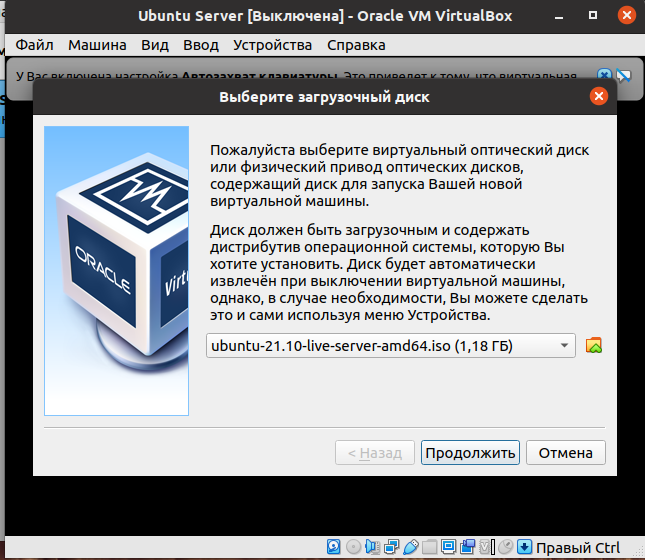 Ubuntu Server [Выключена] - Oracle VM VirtualBox
Файл Машина Вид Ввод Устройства Справка
У Вас включена настройка Автозахват клавиатуры. Это приведет к тому, что виртуальная
Выберите загрузочный диск
Пожалуйста выберите виртуальный оптический диск
или физический привод оптических дисков,
содержащий диск для запуска Вашей новой
виртуальной машины.
Диск должен быть загрузочным и содержать
дистрибутив операционной системы, которую Вы
хотите установить. Диск будет автоматически
извлечён при выключении виртуальной машины,
однако, в случае необходимости, Вы можете сделать
это и сами используя меню Устройства.
ORACLE
Virtu
ubuntu-21.10-live-server-amd64.iso (1,18 ГБ)
< Назад Продолжить Отмена
Правый Ctrl